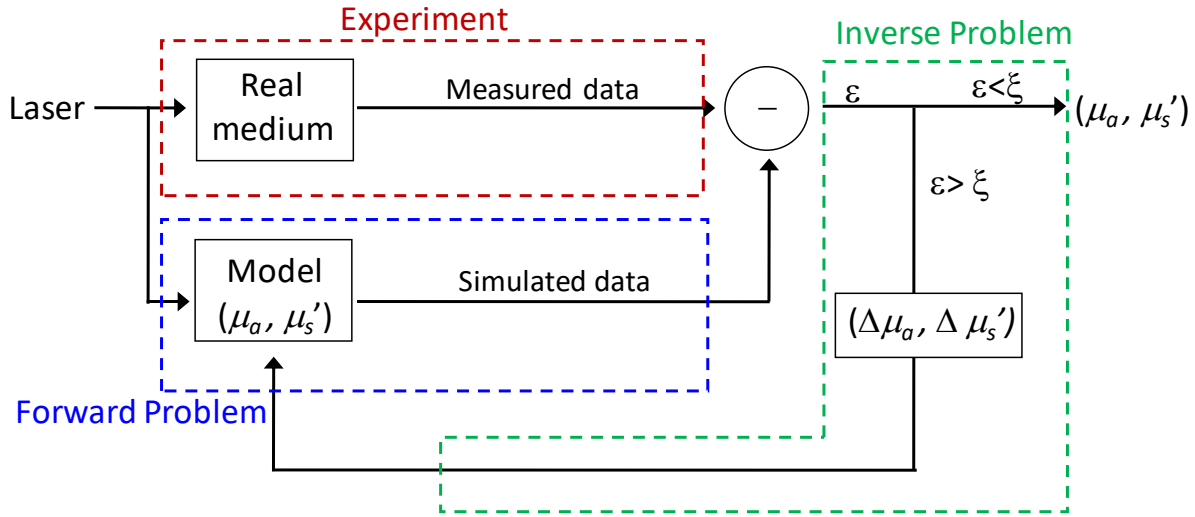 Experiment
Inverse Problem
Laser
Real
medium
Measured data
−
ε
ε<ξ
(μa, μs’)
ε> ξ
Model
(μa, μs’)
Simulated data
(Δμa, Δ μs’)
Forward Problem